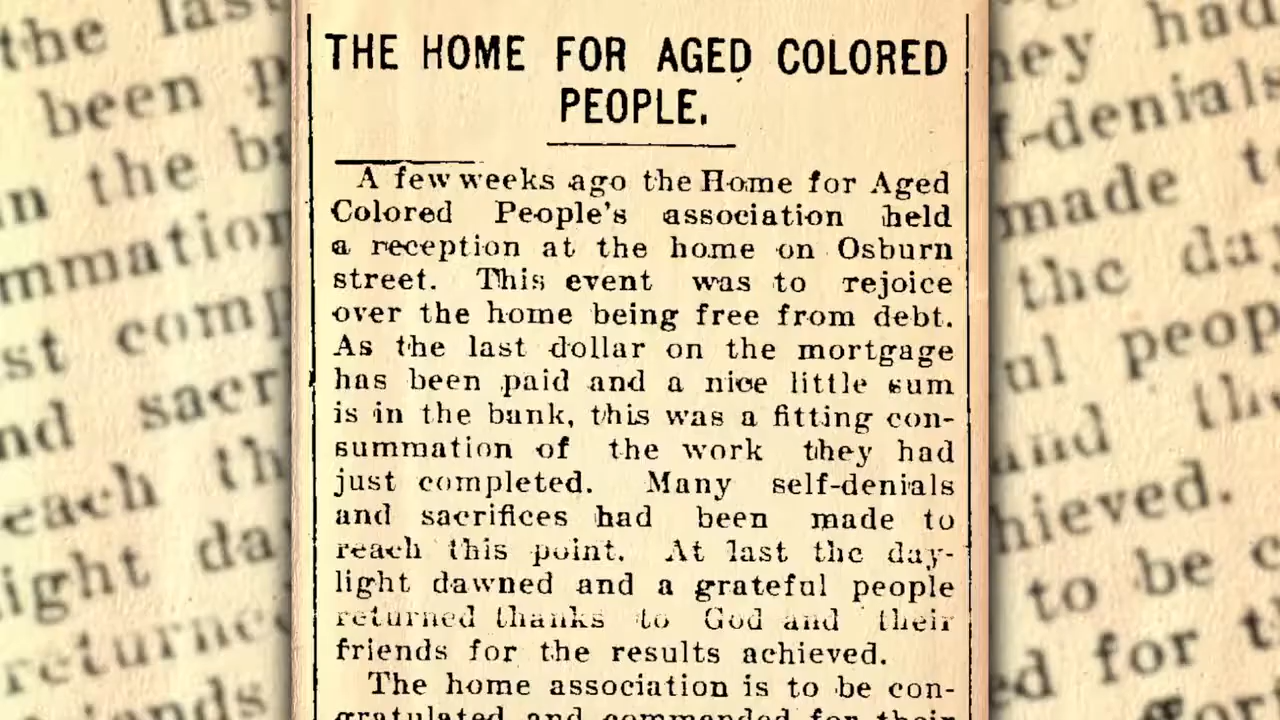 THE HOME FOR AGED COLORED
PEOPLE.
A few weeks ago the Home for Aged
Colored People's association held
a reception at the home on Osburn
street. This event was to rejoice
over the home being free from debt.
As the last dollar on the mortgage
has been paid and a nice little sum
is in the bank, this was a fitting con-
summation of the work they had
just completed. Many self-denials
and sacrifices had been made to
reach this point. At last the day-
light dawned and a grateful people
returned thanks to God and their
friends for the results achieved.
The home association is to be con-
gratulated and commended for their